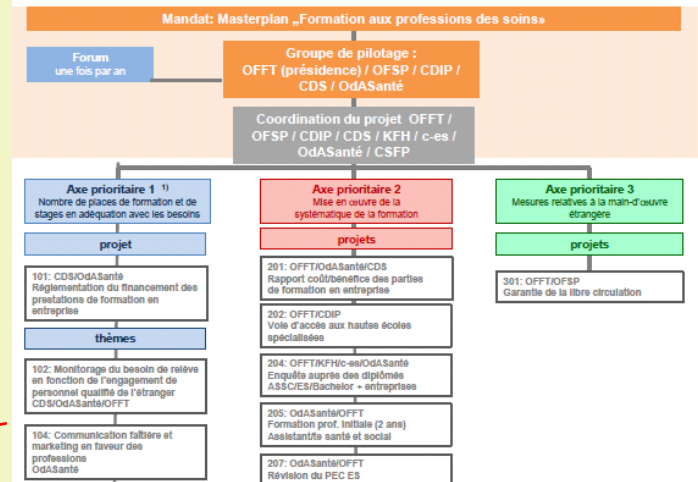 Mandat: Masterplan „Formation aux professions des soins»
Forum
une fois par an
Groupe de pilotage :
OFFT (présidence) / OFSP / CDIP /
CDS / OdASanté
Coordination du projet OFFT /
OFSP / CDIP / CDS / KFH / c-es /
OdASanté / CSFP
Axe prioritaire 1 1)
Nombre de places de formation et de
stages en adéquation avec les besoins
projet
101: CDS/OdASanté
Réglementation du financement des
prestations de formation en
entreprise
thèmes
102: Monitorage du besoin de relève
en fonction de l'engagement de
personnel qualifié de l'étranger
CDS/OdASanté/OFFT
104: Communication faîtière et
marketing en faveur des
professions
OdASanté
Axe prioritaire 2
Mise en œuvre de la
systématique de la formation
projets
201: OFFT/OdASanté/CDS
Rapport coût/bénéfice des parties
de formation en entreprise
202: OFFT/CDIP
Voie d'accès aux hautes écoles
spécialisées
204: OFFT/KFH/c-es/OdASanté
Enquête auprès des diplômés
ASSC/ES/Bachelor + entreprises
205: OdASanté/OFFT
Formation prof. initiale (2 ans)
Assistant/e santé et social
207: OdASanté/OFFT
Révision du PEC ES
Axe prioritaire 3
Mesures relatives à la main-d'œuvre
étrangère
projets
301: OFFT/OFSP
Garantie de la libre circulation